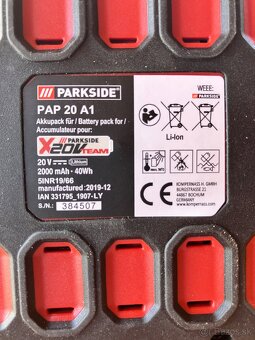 /// PARKSIDE®
PAP 20 A1
Akkupack für / Battery pack for /
Accumulateur pour:
X20V TEAM
20 V Lithium
2000 mAh • 40Wh
5INR19/66
manufactured: 2019-12
IAN 331795_1907-LY
S.N.: 384507
WEEE:
Li-Ion
CE
KOMPERNASS H. GMBH
BURGSTRASSE 21
44867 BOCHUM
GERMANY
www.kompernass.com